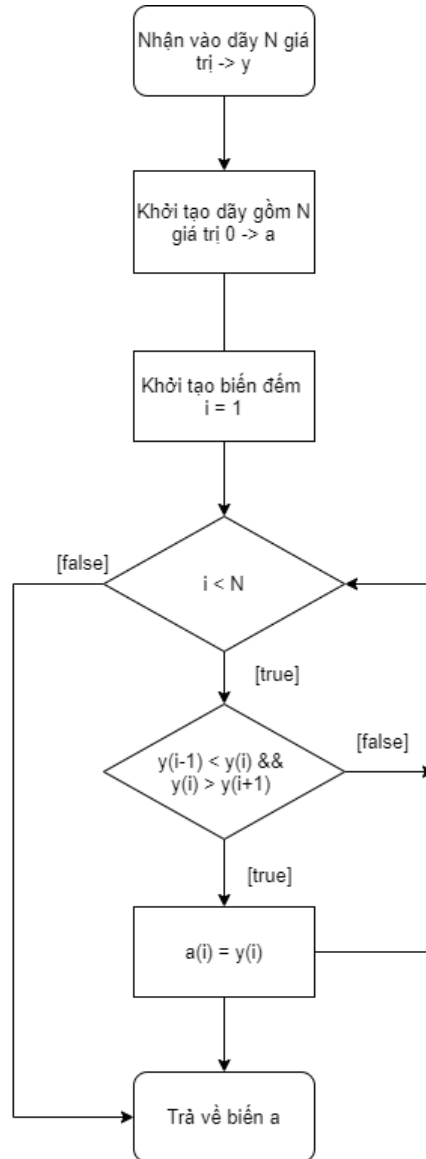 Nhận vào dãy N giá
trị -> y
Khởi tạo dãy gồm N
giá trị 0 -> a
Khởi tạo biến đếm
i = 1
[false]
i < N
[true]
y(i-1) < y(i) &&
y(i) > y(i+1)
[false]
[true]
a(i) = y(i)
Trả về biến a